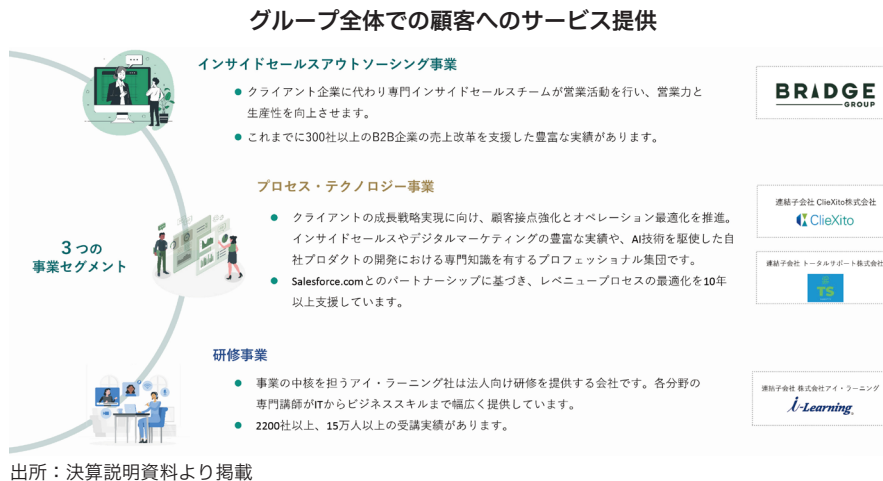 グループ全体での顧客へのサービス提供
インサイドセールスアウトソーシング事業
● クライアント企業に代わり専門インサイドセールスチームが営業活動を行い、営業力と
生産性を向上させます。
● これまでに300社以上のB2B企業の売上改革を支援した豊富な実績があります。
BRIDGE
GROUP
プロセス・テクノロジー事業
● クライアントの成長戦略実現に向け、顧客接点強化とオペレーション最適化を推進。
インサイドセールスやデジタルマーケティングの豊富な実績や、AI技術を駆使した自
社プロダクトの開発における専門知識を有するプロフェッショナル集団です。
● Salesforce.comとのパートナーシップに基づき、レベニュープロセスの最適化を10年
以上支援しています。
連結子会社 ClieXito株式会社
ClieXito
連結子会社 トータルサポート株式会社
TS
3つの
事業セグメント
研修事業
● 事業の中核を担うアイ・ラーニング社は法人向け研修を提供する会社です。各分野の
専門講師がITからビジネススキルまで幅広く提供しています。
● 2200社以上、15万人以上の受講実績があります。
連結子会社 株式会社アイ・ラーニング
i-Learning
出所：決算説明資料より掲載